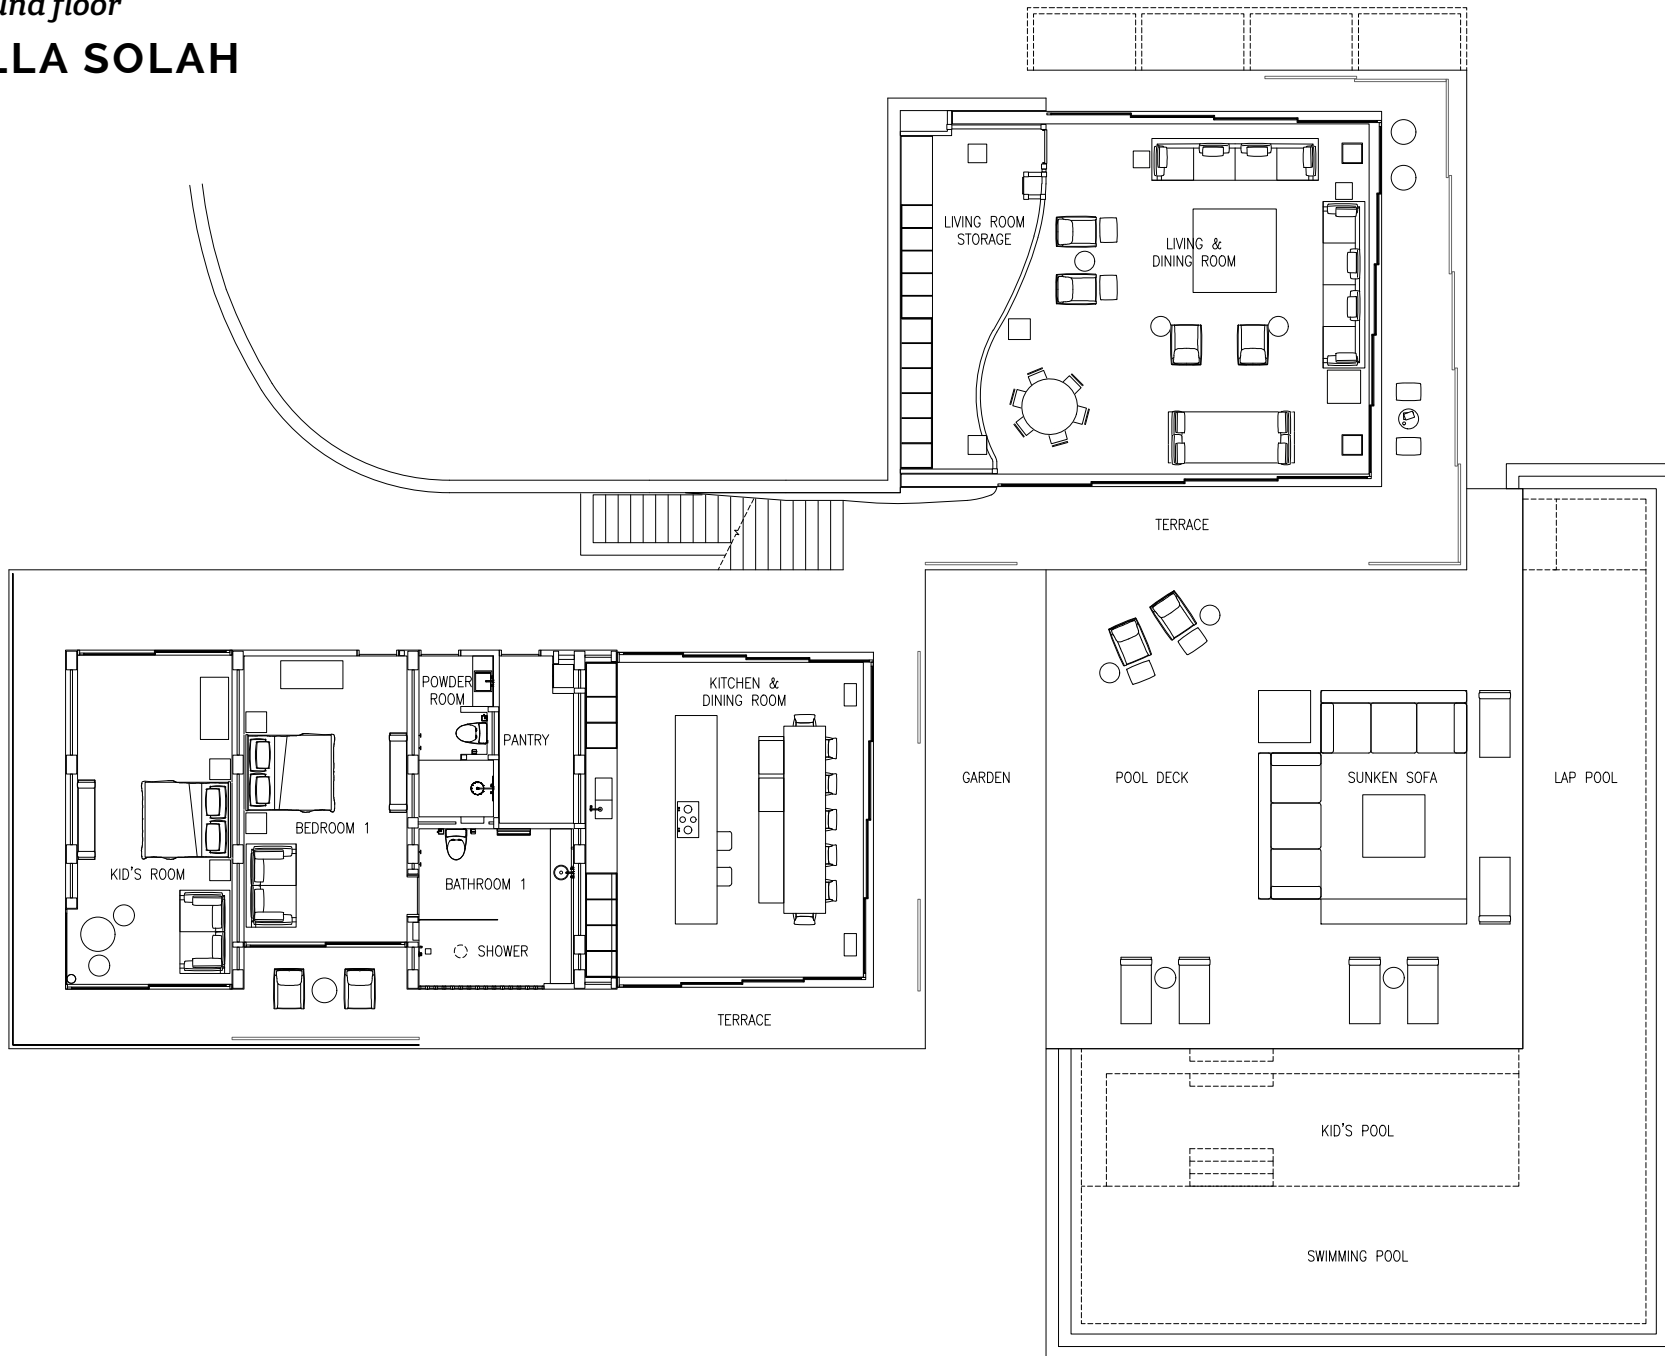 und floor
LLA SOLAH
LIVING ROOM
STORAGE
LIVING &
DINING ROOM
TERRACE
POWDER
ROOM
KITCHEN &
DINING ROOM
PANTRY
GARDEN
POOL DECK
SUNKEN SOFA
LAP POOL
BEDROOM 1
KID'S ROOM
BATHROOM 1
SHOWER
TERRACE
KID'S POOL
SWIMMING POOL